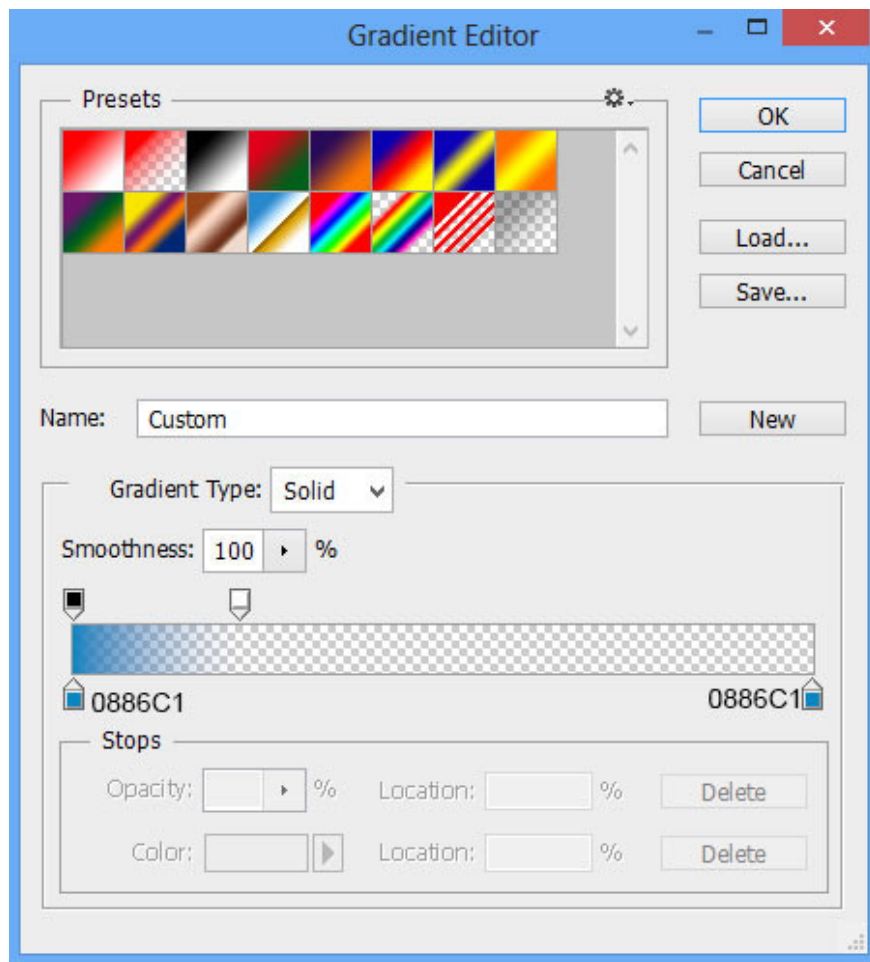 Gradient Editor
Presets
OK
Cancel
Load...
Save...
Name: Custom
New
Gradient Type: Solid
Smoothness: 100 %
0886C1 0886C1
Stops
Opacity: % Location: % Delete
Color: Location: % Delete